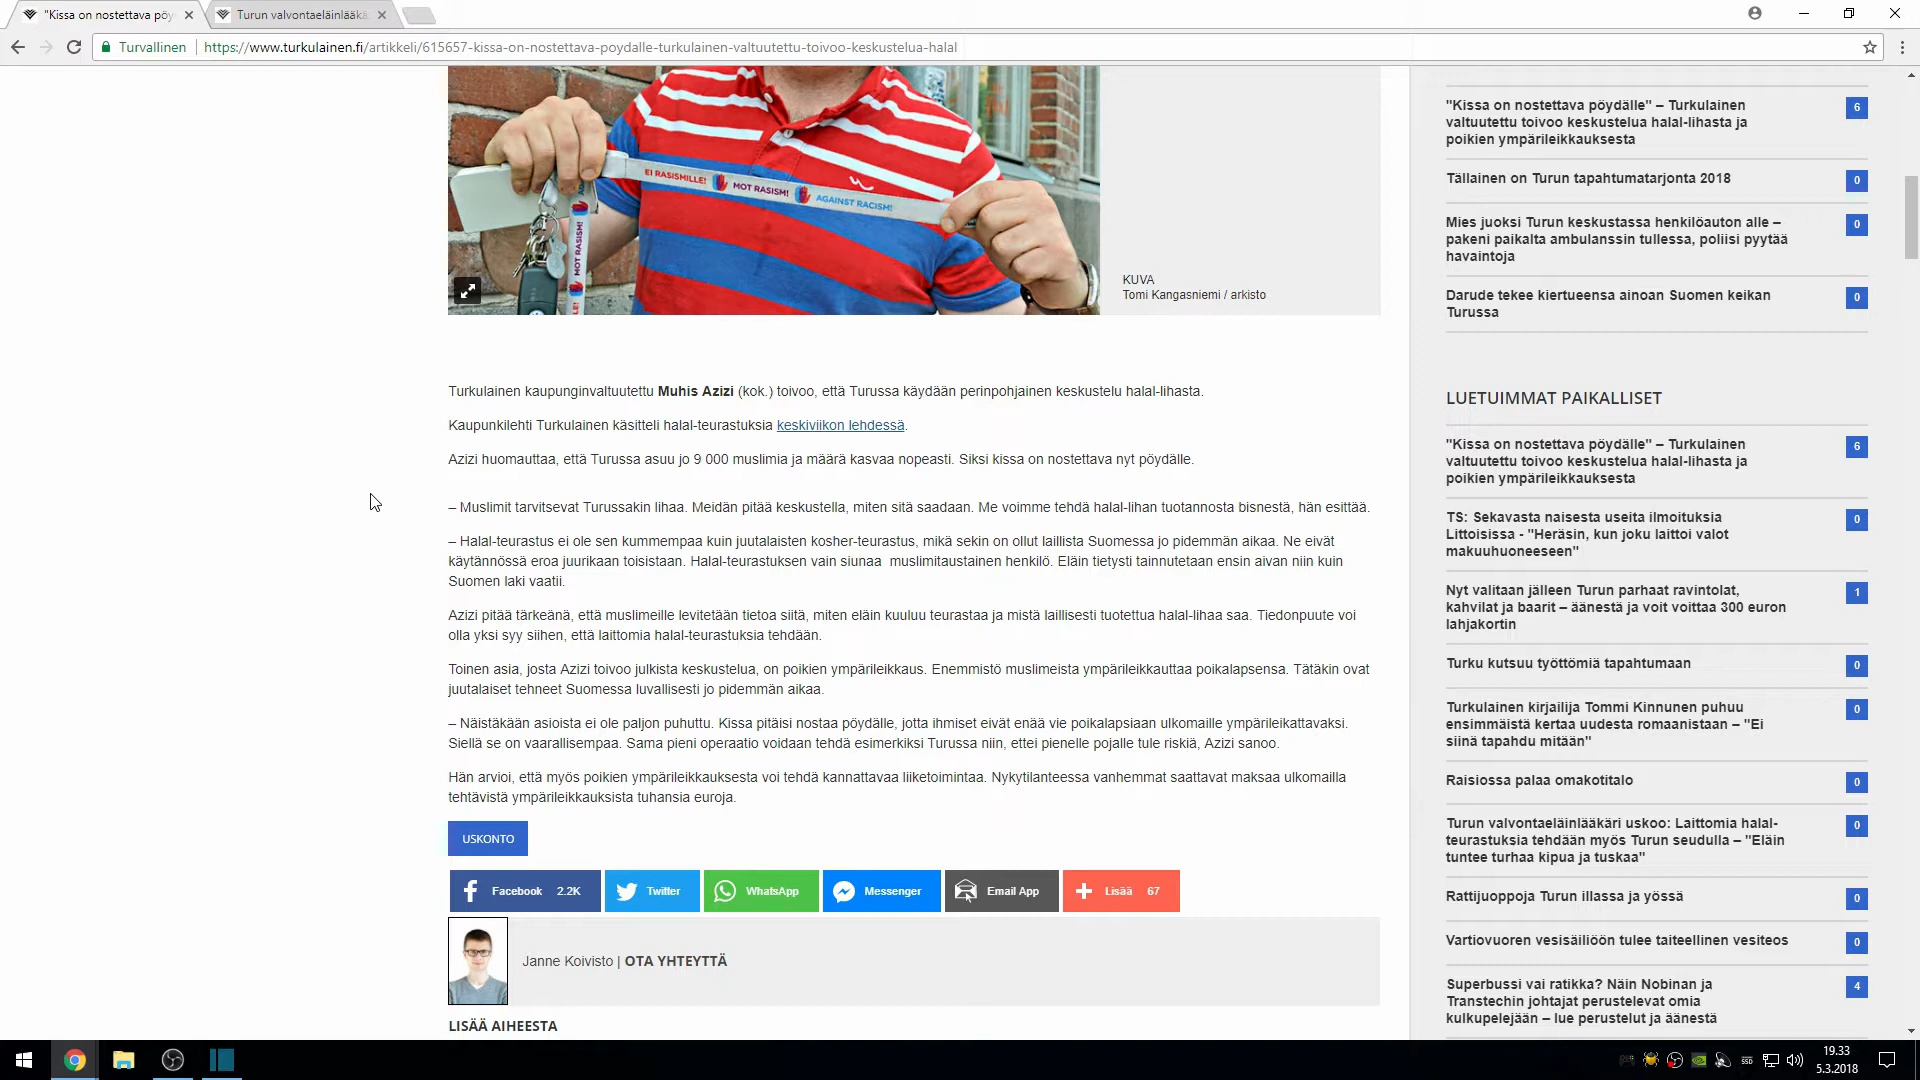 "Kissa on nostettava pöy
Turun valvontaeläinlääkä
Turvallinen
https://www.turkulainen.fi/artikkeli/615657-kissa-on-nostettava-poydalle-turkulainen-valtuutettu-toivoo-keskustelua-halal
EI RASISMILLE! MOT RASISM! AGAINST RACISM!
MOT RASISM!
KUVA
Tomi Kangasniemi / arkisto
Turkulainen kaupunginvaltuutettu Muhis Azizi (kok.) toivoo, että Turussa käydään perinpohjainen keskustelu halal-lihasta.
Kaupunkilehti Turkulainen käsitteli halal-teurastuksia keskiviikon lehdessä.
Azizi huomauttaa, että Turussa asuu jo 9 000 muslimia ja määrä kasvaa nopeasti. Siksi kissa on nostettava nyt pöydälle.
– Muslimit tarvitsevat Turussakin lihaa. Meidän pitää keskustella, miten sitä saadaan. Me voimme tehdä halal-lihan tuotannosta bisnestä, hän esittää.
– Halal-teurastus ei ole sen kummempaa kuin juutalaisten kosher-teurastus, mikä sekin on ollut laillista Suomessa jo pidemmän aikaa. Ne eivät
käytännössä eroa juurikaan toisistaan. Halal-teurastuksen vain siunaa  muslimitaustainen henkilö. Eläin tietysti tainnutetaan ensin aivan niin kuin
Suomen laki vaatii.
Azizi pitää tärkeänä, että muslimeille levitetään tietoa siitä, miten eläin kuuluu teurastaa ja mistä laillisesti tuotettua halal-lihaa saa. Tiedonpuute voi
olla yksi syy siihen, että laittomia halal-teurastuksia tehdään.
Toinen asia, josta Azizi toivoo julkista keskustelua, on poikien ympärileikkaus. Enemmistö muslimeista ympärileikkauttaa poikalapsensa. Tätäkin ovat
juutalaiset tehneet Suomessa luvallisesti jo pidemmän aikaa.
– Näistäkään asioista ei ole paljon puhuttu. Kissa pitäisi nostaa pöydälle, jotta ihmiset eivät enää vie poikalapsiaan ulkomaille ympärileikattavaksi.
Siellä se on vaarallisempaa. Sama pieni operaatio voidaan tehdä esimerkiksi Turussa niin, ettei pienelle pojalle tule riskiä, Azizi sanoo.
Hän arvioi, että myös poikien ympärileikkauksesta voi tehdä kannattavaa liiketoimintaa. Nykytilanteessa vanhemmat saattavat maksaa ulkomailla
tehtävistä ympärileikkauksista tuhansia euroja.
USKONTO
Facebook 2.2K Twitter WhatsApp Messenger Email App Lisää 67
Janne Koivisto | OTA YHTEYTTÄ
LISÄÄ AIHEESTA
"Kissa on nostettava pöydälle" – Turkulainen 6
valtuutettu toivoo keskustelua halal-lihasta ja
poikien ympärileikkauksesta
Tällainen on Turun tapahtumatarjonta 2018 0
Mies juoksi Turun keskustassa henkilöauton alle – 0
pakeni paikalta ambulanssin tullessa, poliisi pyytää
havaintoja
Darude tekee kiertueensa ainoan Suomen keikan 0
Turussa
LUETUIMMAT PAIKALLISET
"Kissa on nostettava pöydälle" – Turkulainen 6
valtuutettu toivoo keskustelua halal-lihasta ja
poikien ympärileikkauksesta
TS: Sekavasta naisesta useita ilmoituksia 0
Littoisissa - "Heräsin, kun joku laittoi valot
makuuhuoneeseen"
Nyt valitaan jälleen Turun parhaat ravintolat, 1
kahvilat ja baarit – äänestä ja voit voittaa 300 euron
lahjakortin
Turku kutsuu työttömiä tapahtumaan 0
Turkulainen kirjailija Tommi Kinnunen puhuu 0
ensimmäistä kertaa uudesta romaanistaan – "Ei
siinä tapahdu mitään"
Raisiossa palaa omakotitalo 0
Turun valvontaeläinlääkäri uskoo: Laittomia halal- 0
teurastuksia tehdään myös Turun seudulla – "Eläin
tuntee turhaa kipua ja tuskaa"
Rattijuoppoja Turun illassa ja yössä 0
Vartiovuoren vesisäiliöön tulee taiteellinen vesiteos 0
Superbussi vai ratikka? Näin Nobinan ja 4
Transtechin johtajat perustelevat omia
kulkupelejään – lue perustelut ja äänestä
SSD
19.33
5.3.2018